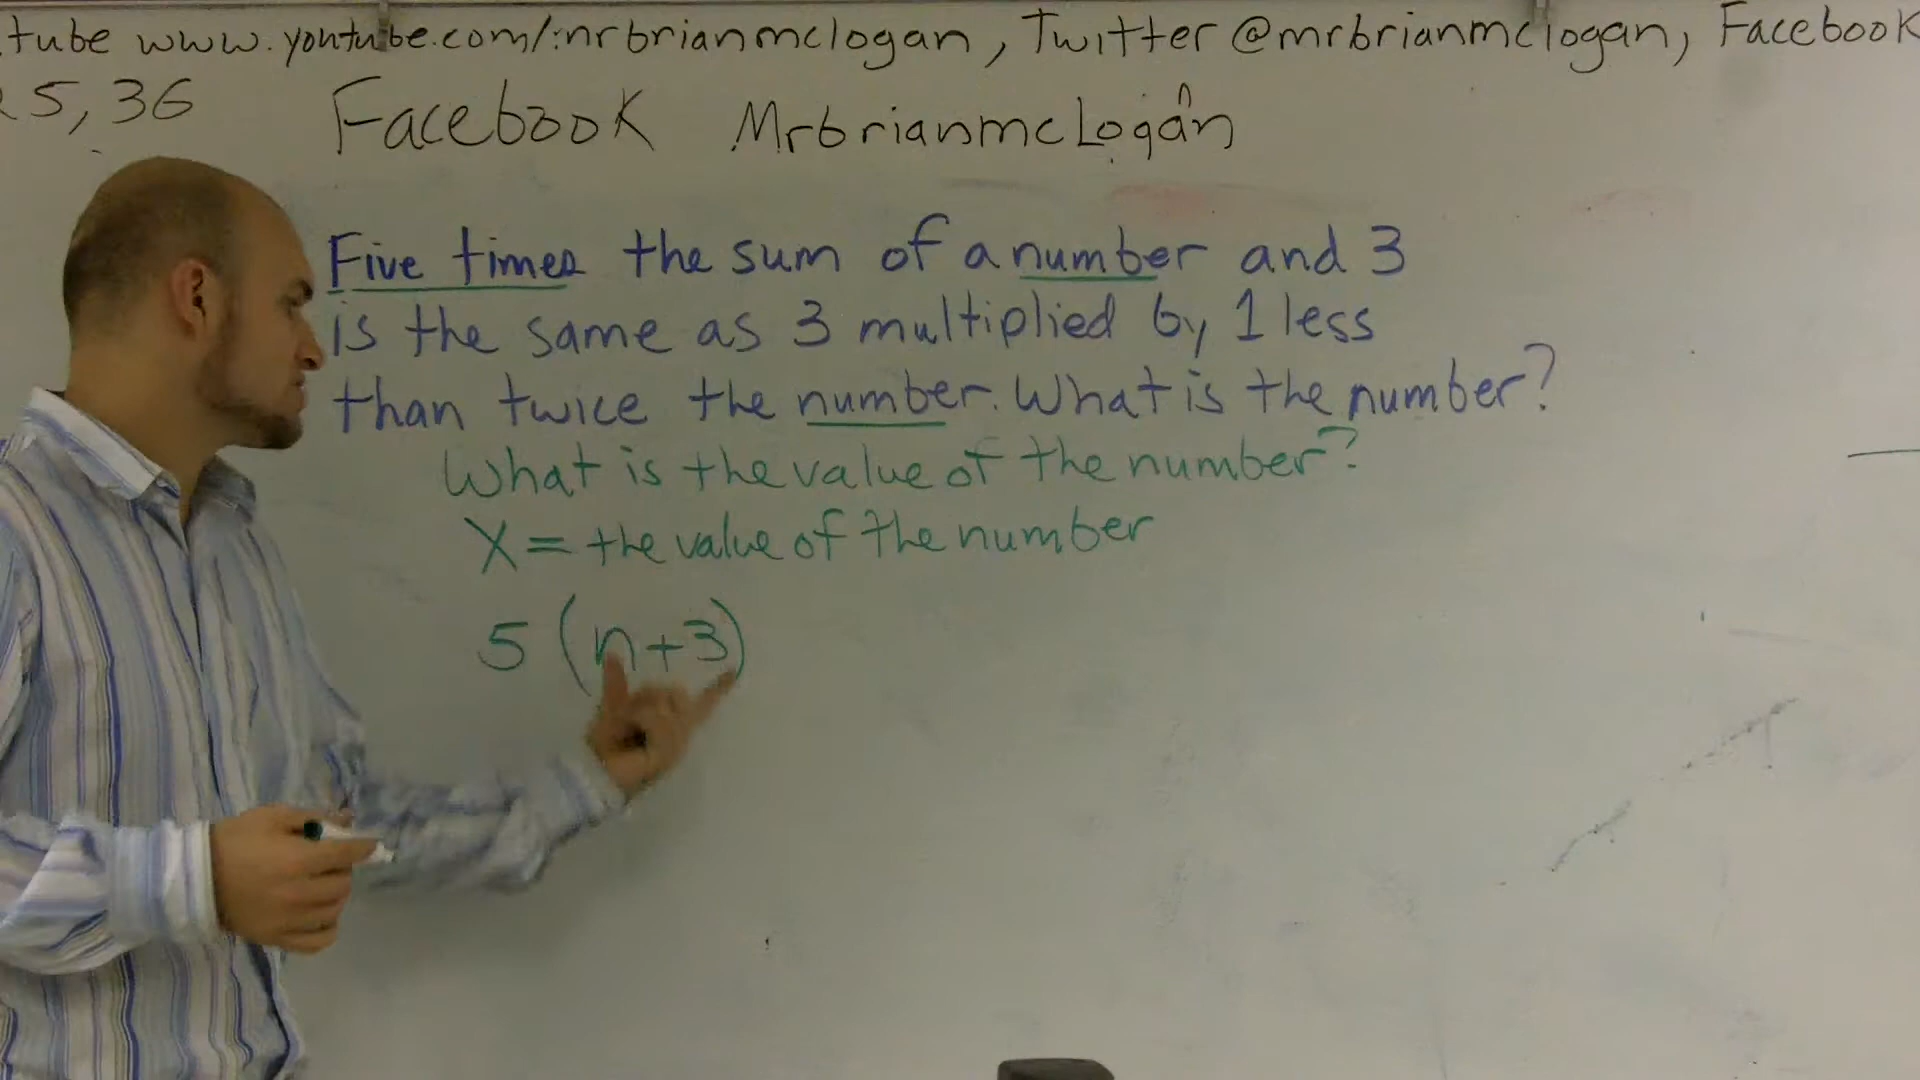 tube www.youtube.com/mrbrianmclogan, Twitter @mrbrianmclogan, Facebook
5, 36 Facebook MrbrianmcLogan
Five times the sum of a number and 3
is the same as 3 multiplied by 1 less
than twice the number. What is the number?
What is the value of the number?
X = the value of the number
5 (n+3)